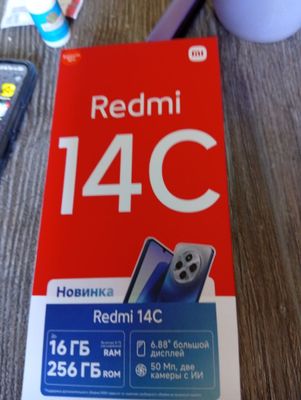 Redmi
14C
Новинка
Redmi 14C
До
16 ГБ RAM
256 ГБ ROM
6.88" большой
дисплей
50 Мп, две
камеры с ИИ